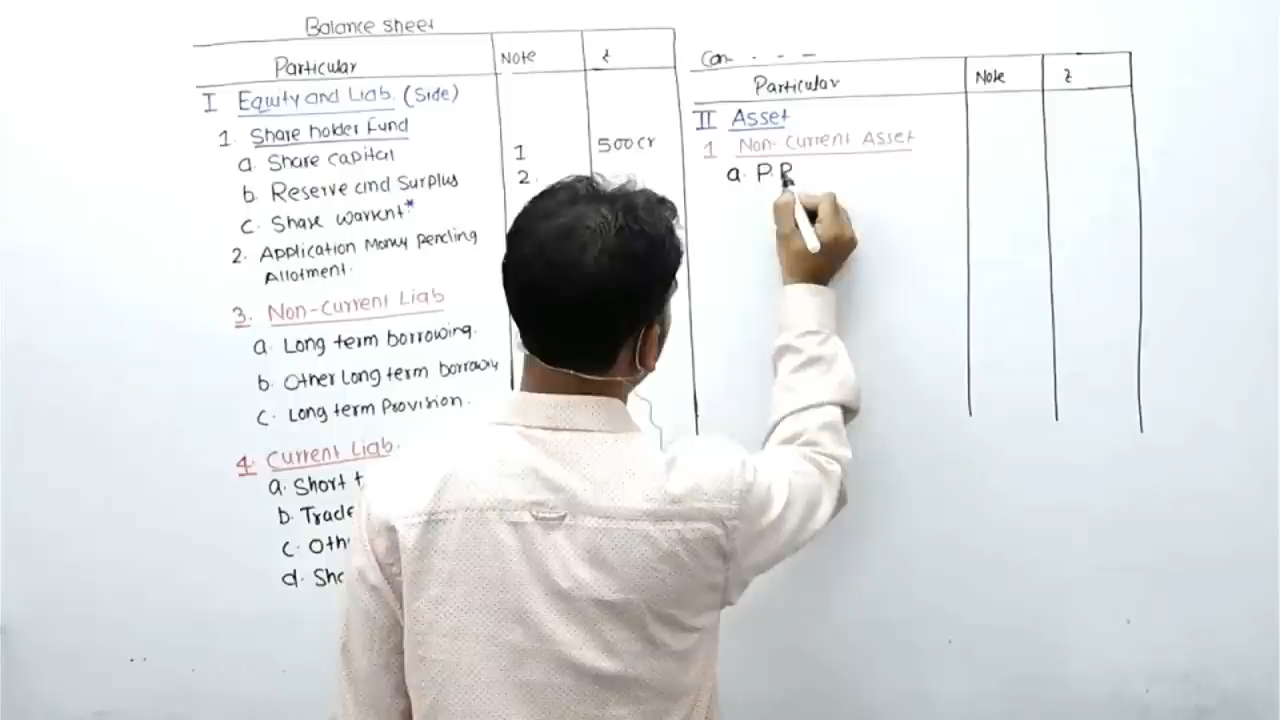 Balance sheet
Particular Note ₹
I Equity and Liab. (Side)
1. Share holder Fund
a. Share capital 1 500cr
b. Reserve and Surplus 2.
c. Share warrent*
2. Application Money pending
Allotment.
3. Non-current Liab
a. Long term borrowing.
b. Other Long term borrowing
c. Long term Provision.
4. Current Liab.
a. Short t
b. Trade
c. Oth
d. Sho
Con - - -
Particular Note ₹
II Asset
1 Non-Current Asset
a. P. P